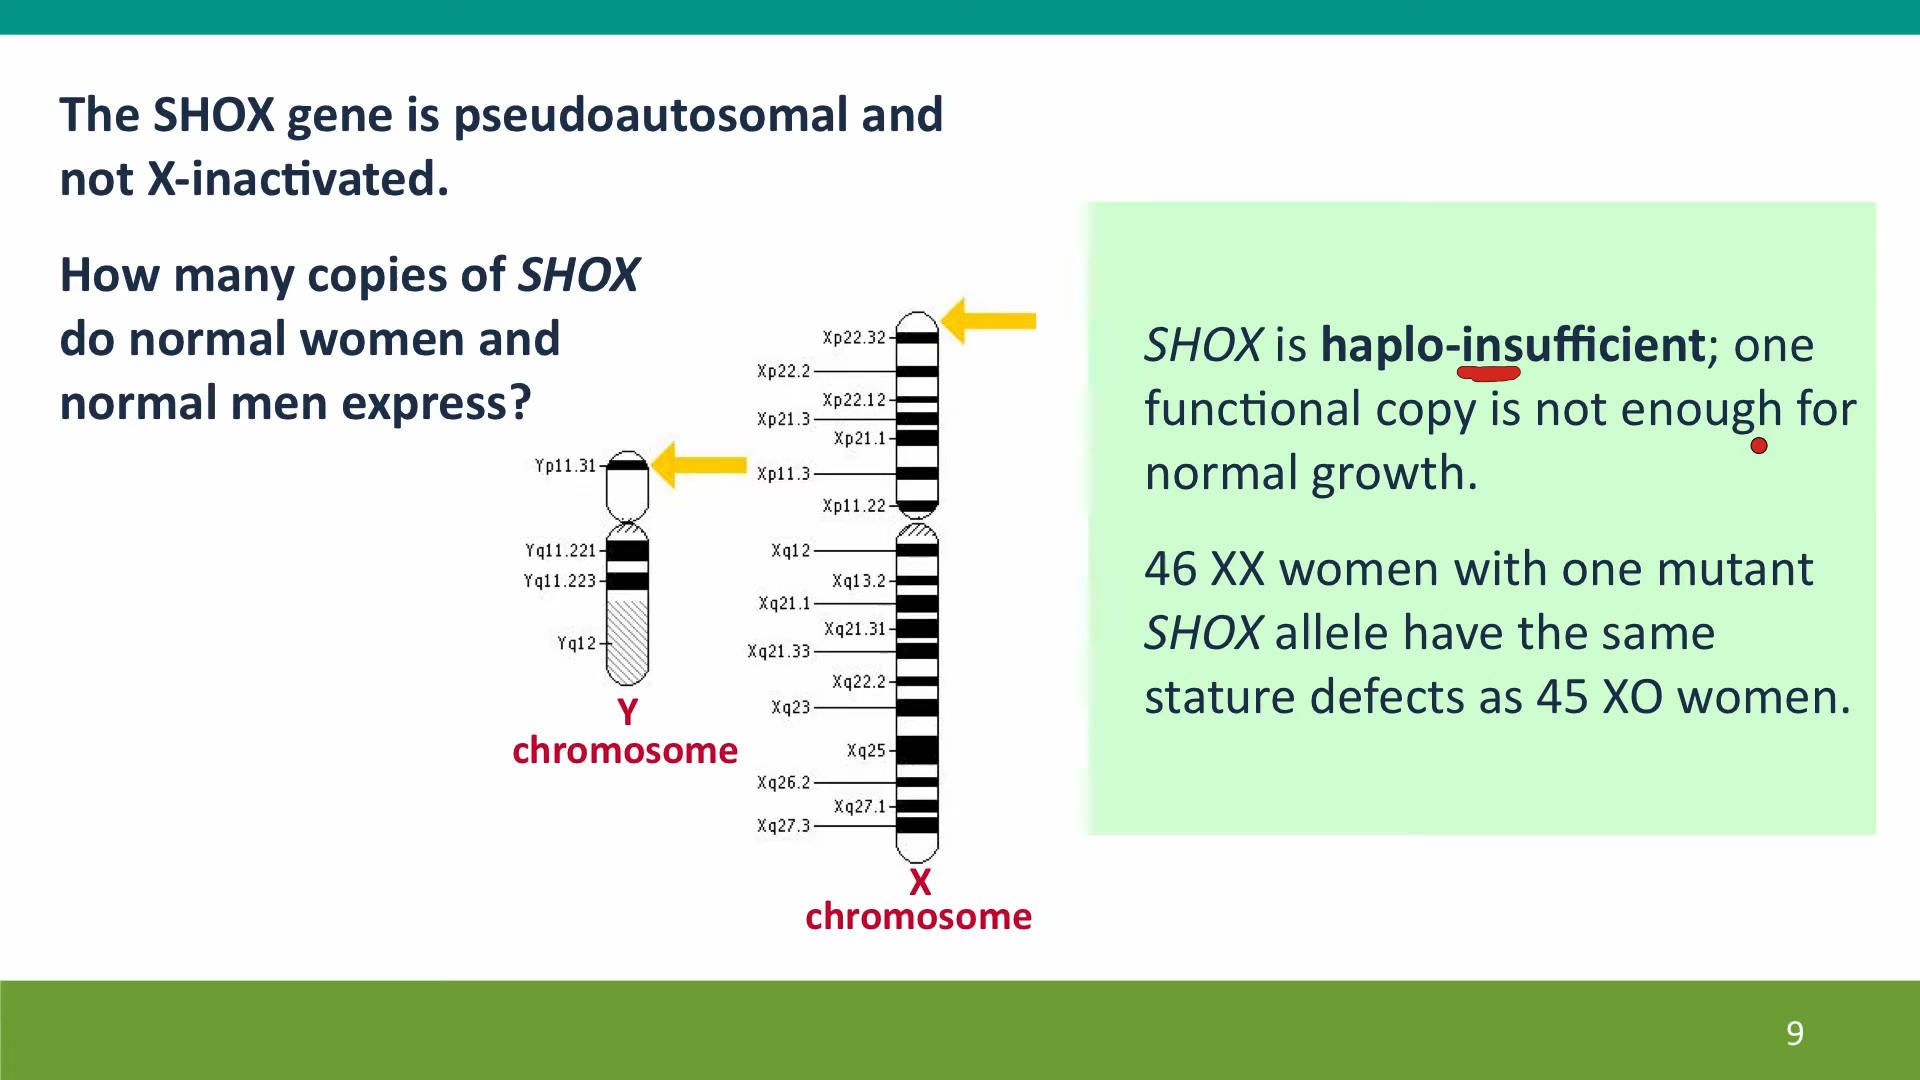 The SHOX gene is pseudoautosomal and
not X-inactivated.
How many copies of SHOX
do normal women and
normal men express?
Yp11.31
Yq11.221
Yq11.223
Yq12
Y
chromosome
Xp22.32
Xp22.2
Xp22.12
Xp21.3
Xp21.1
Xp11.3
Xp11.22
Xq12
Xq13.2
Xq21.1
Xq21.31
Xq21.33
Xq22.2
Xq23
Xq25
Xq26.2
Xq27.1
Xq27.3
X
chromosome
SHOX is haplo-insufficient; one
functional copy is not enough for
normal growth.
46 XX women with one mutant
SHOX allele have the same
stature defects as 45 XO women.
9